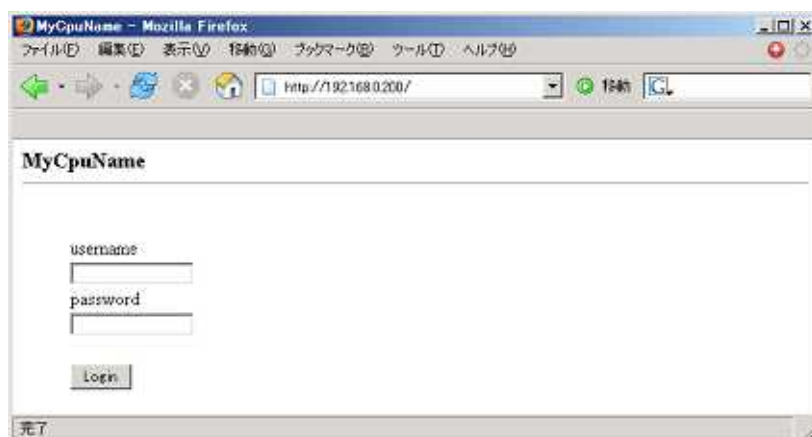 MyCpuName - Mozilla Firefox
ファイル(F) 編集(E) 表示(V) 移動(G) ブックマーク(B) ツール(T) ヘルプ(H)
http://192.168.0.200/ 移動 G
MyCpuName
username
password
Login
完了